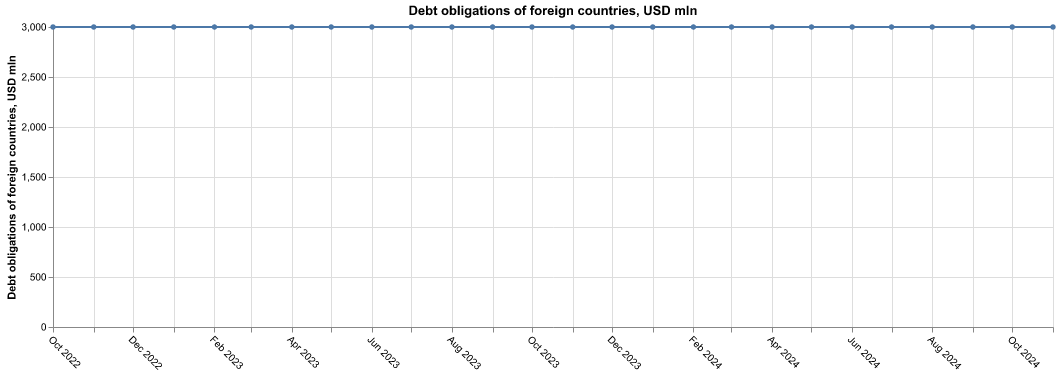 Debt obligations of foreign countries, USD mln
Debt obligations of foreign countries, USD mln
3,000
2,500
2,000
1,500
1,000
500
0
Oct 2022
Dec 2022
Feb 2023
Apr 2023
Jun 2023
Aug 2023
Oct 2023
Dec 2023
Feb 2024
Apr 2024
Jun 2024
Aug 2024
Oct 2024